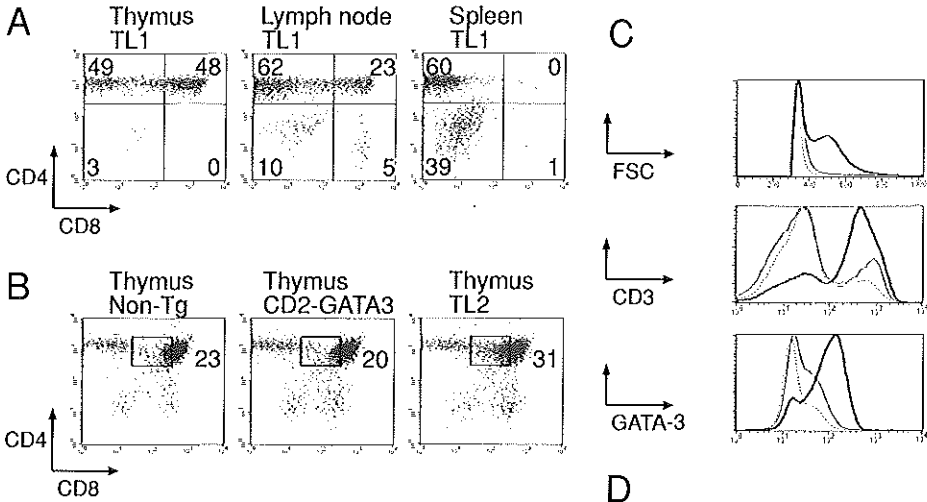 A
Thymus
TL1
Lymph node
TL1
Spleen
TL1
49
48
3
0
62
23
10
5
60
0
39
1
CD4
CD8
B
Thymus
Non-Tg
Thymus
CD2-GATA3
Thymus
TL2
23
20
31
CD4
CD8
C
FSC
CD3
GATA-3
D